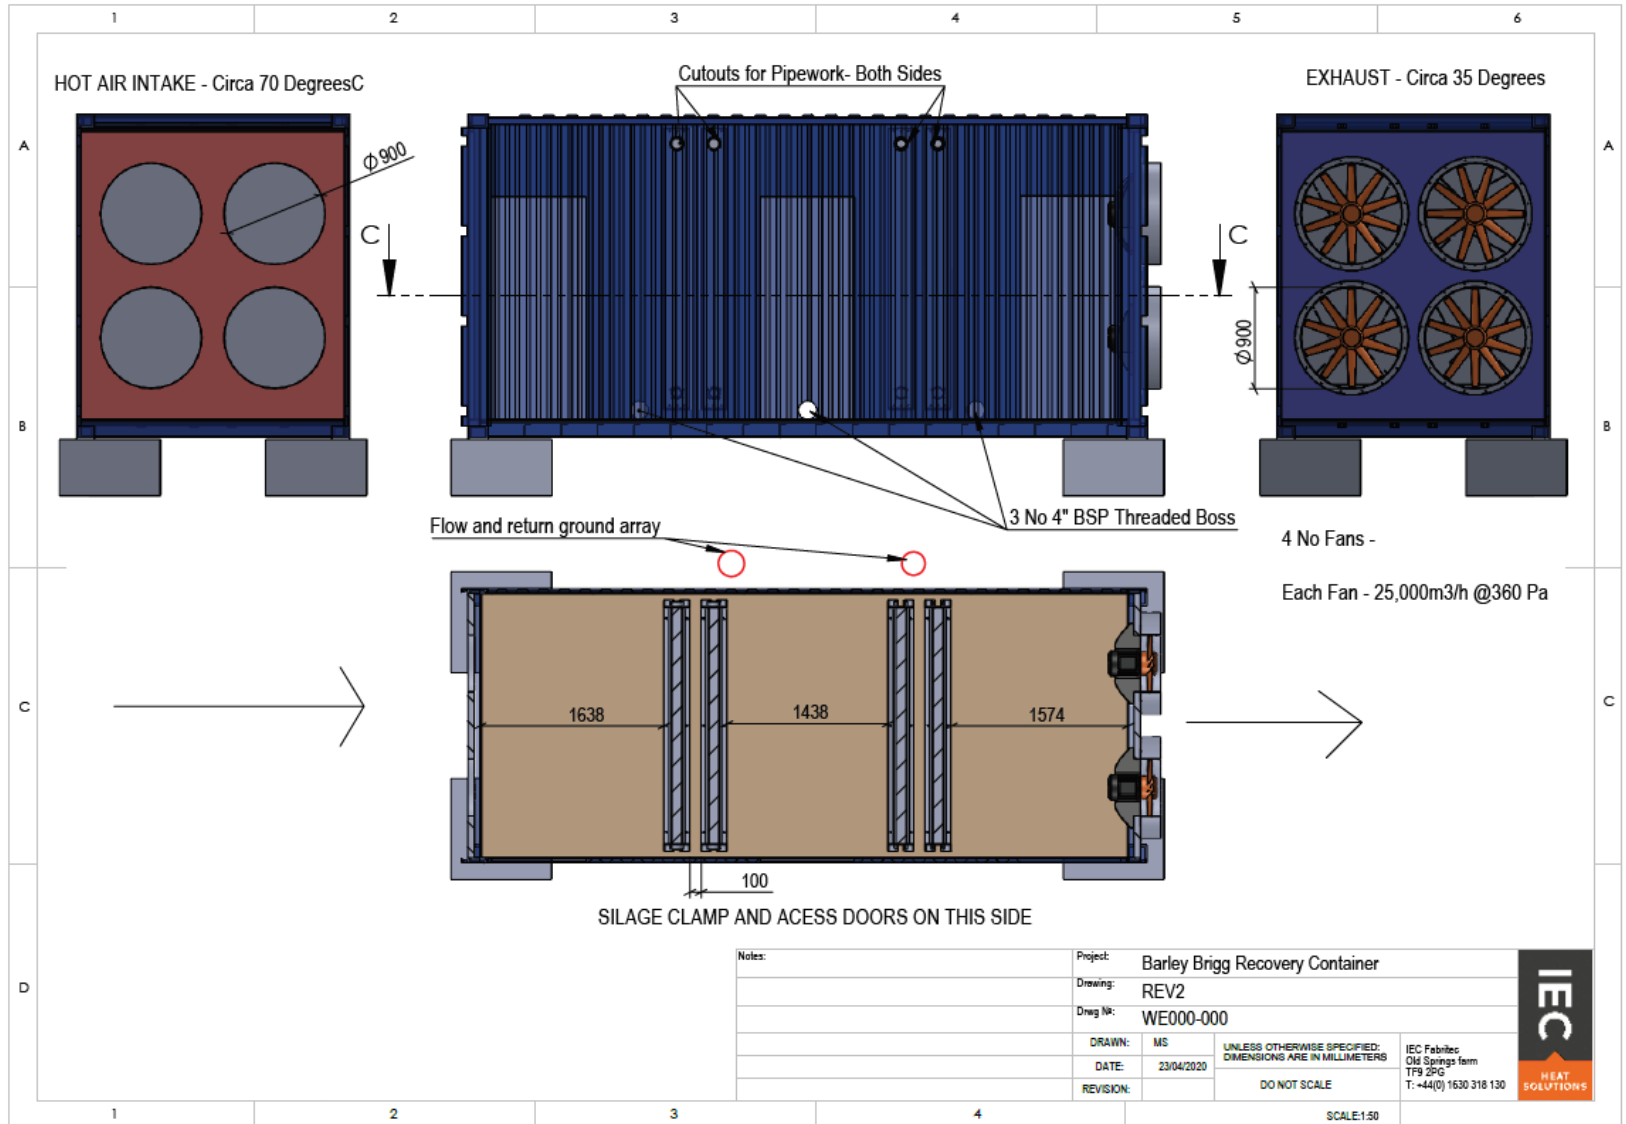 1 2 3 4 5 6
HOT AIR INTAKE - Circa 70 DegreesC
Cutouts for Pipework- Both Sides
EXHAUST - Circa 35 Degrees
A
A
Ø900
C
C
Ø900
B
B
3 No 4" BSP Threaded Boss
Flow and return ground array
4 No Fans -
Each Fan - 25,000m3/h @360 Pa
C
C
1638
1438
1574
100
SILAGE CLAMP AND ACESS DOORS ON THIS SIDE
D
Notes:
Project: Barley Brigg Recovery Container
Drawing: REV2
Drwg Nº: WE000-000
DRAWN: MS
DATE: 23/04/2020
REVISION:
UNLESS OTHERWISE SPECIFIED:
DIMENSIONS ARE IN MILLIMETERS
DO NOT SCALE
IEC Fabritec
Old Springs farm
TF9 2PG
T: +44(0) 1630 318 130
IEC
HEAT
SOLUTIONS
1 2 3 4
SCALE:1:50